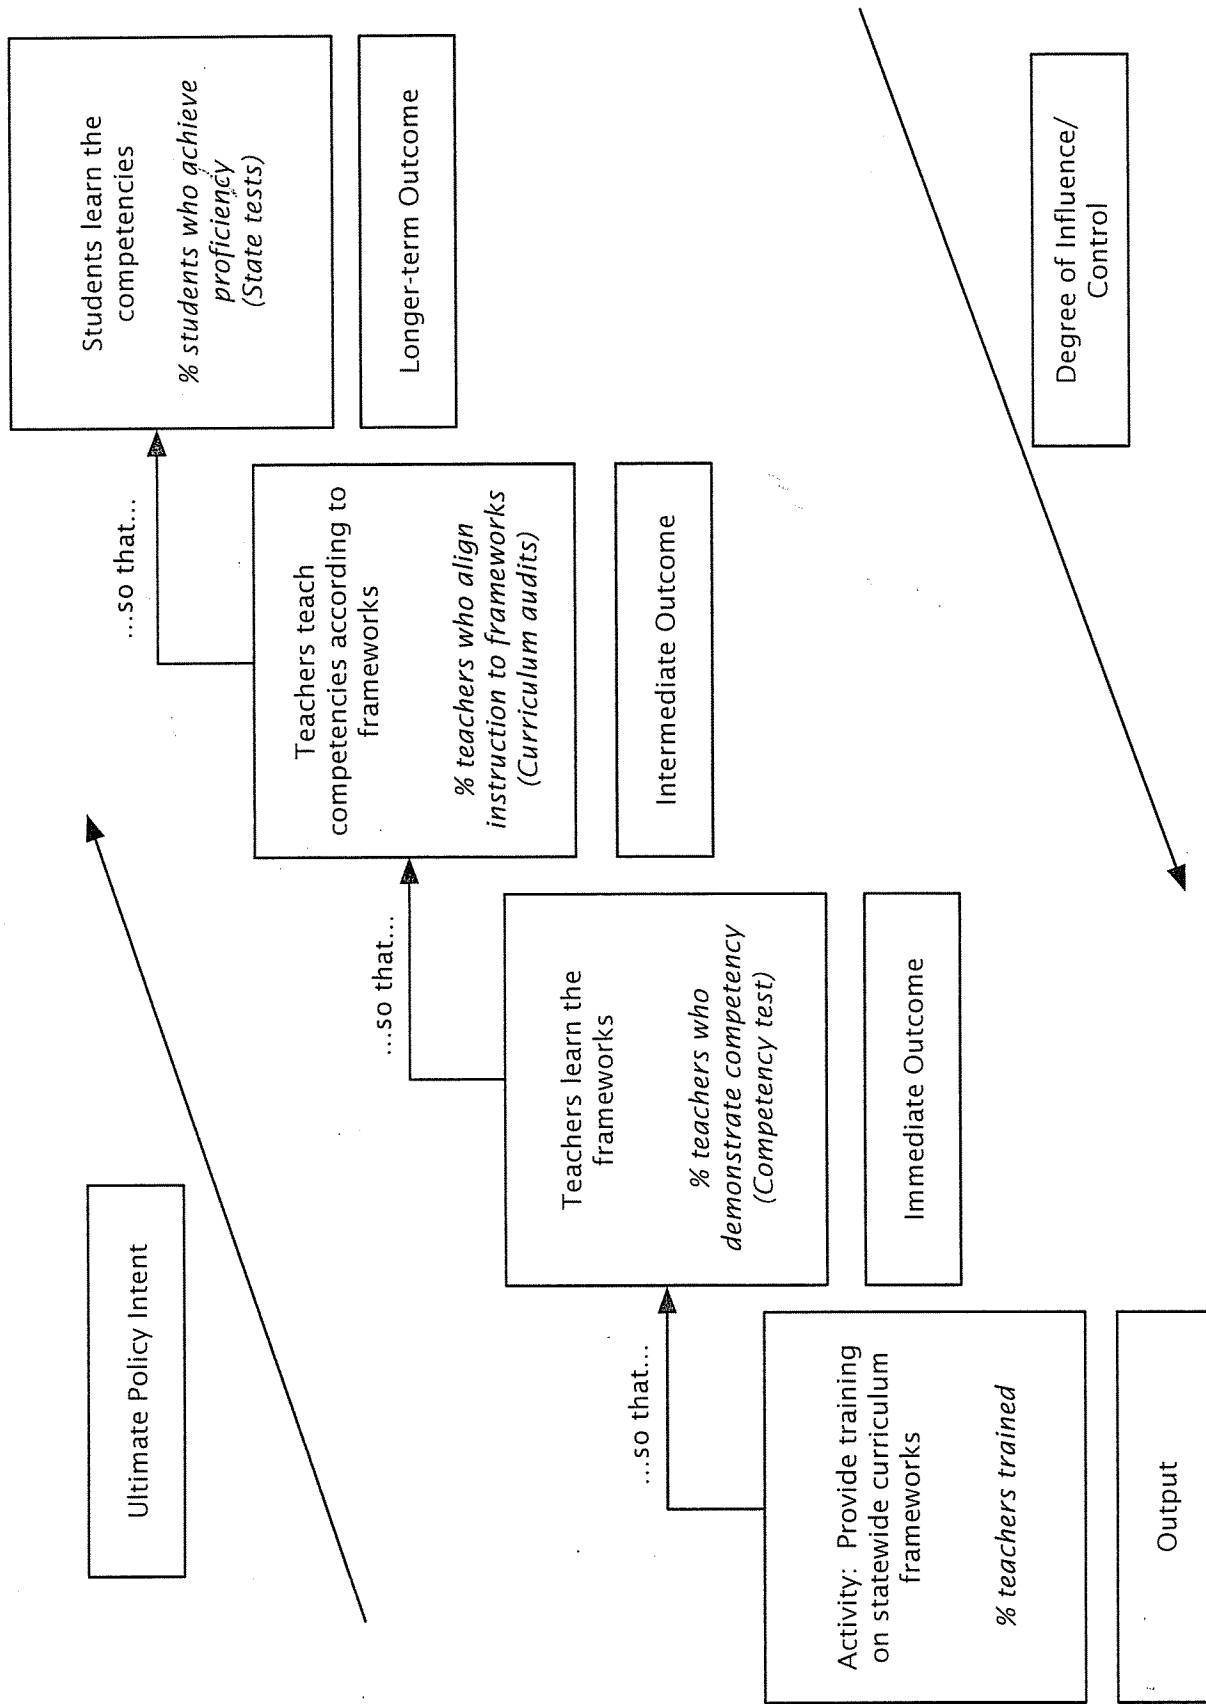 Ultimate Policy Intent
Students learn the
competencies
% students who achieve
proficiency
(State tests)
Longer-term Outcome
...so that...
Teachers teach
competencies according to
frameworks
% teachers who align
instruction to frameworks
(Curriculum audits)
Intermediate Outcome
...so that...
Teachers learn the
frameworks
% teachers who
demonstrate competency
(Competency test)
Immediate Outcome
...so that...
Activity: Provide training
on statewide curriculum
frameworks
% teachers trained
Output
Degree of Influence/
Control